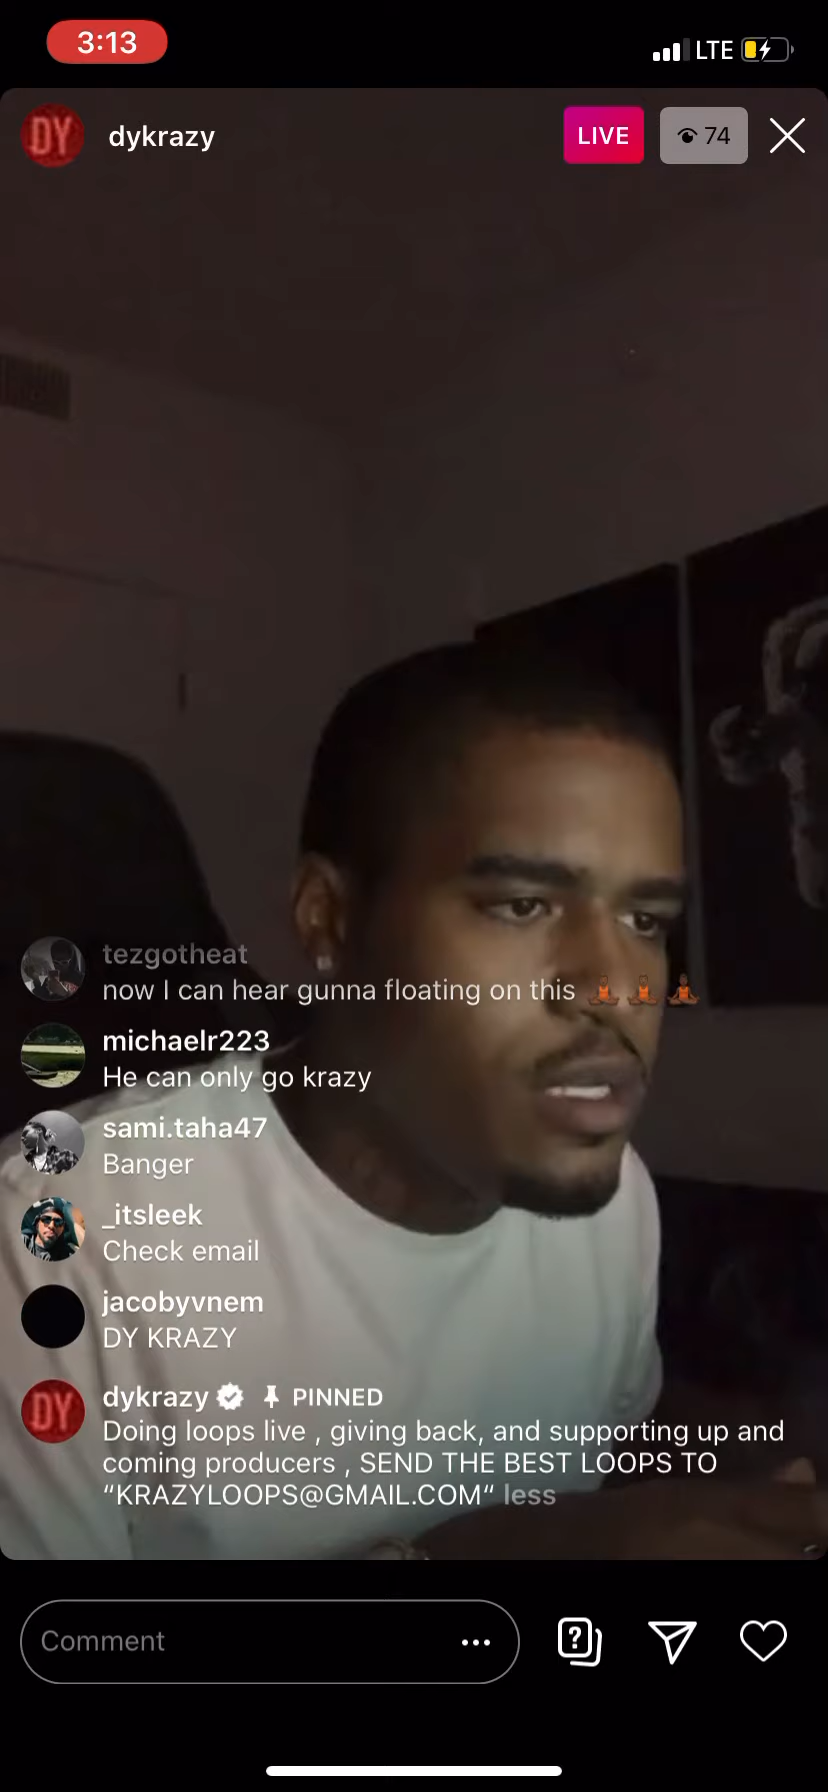 3:13
LTE
DY
dykrazy
LIVE
74
tezgotheat
now I can hear gunna floating on this 🧘🏾🧘🏾🧘🏾
michaelr223
He can only go krazy
sami.taha47
Banger
_itsleek
Check email
jacobyvnem
DY KRAZY
DY
dykrazy PINNED
Doing loops live , giving back, and supporting up and
coming producers , SEND THE BEST LOOPS TO
“KRAZYLOOPS@GMAIL.COM“ less
Comment